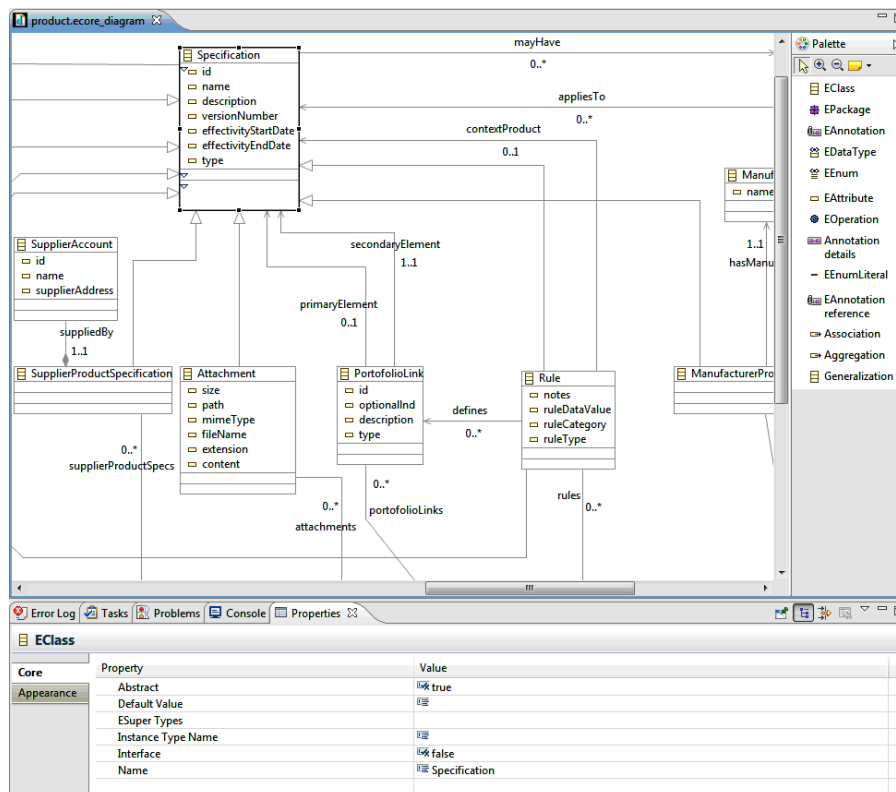 product.ecore_diagram
Specification
id
name
description
versionNumber
effectivityStartDate
effectivityEndDate
type
mayHave
0..*
appliesTo
0..*
contextProduct
0..1
Manuf
name
1..1
hasManu
SupplierAccount
id
name
supplierAddress
suppliedBy
1..1
secondaryElement
1..1
primaryElement
0..1
SupplierProductSpecification
Attachment
size
path
mimeType
fileName
extension
content
PortofolioLink
id
optionalInd
description
type
defines
0..*
Rule
notes
ruleDataValue
ruleCategory
ruleType
ManufacturerPro
0..*
supplierProductSpecs
0..*
attachments
0..*
portofolioLinks
rules
0..*
Palette
EClass
EPackage
EAnnotation
EDataType
EEnum
EAttribute
EOperation
Annotation
details
EEnumLiteral
EAnnotation
reference
Association
Aggregation
Generalization
Error Log
Tasks
Problems
Console
Properties
EClass
Core
Appearance
Property Value
Abstract true
Default Value
ESuper Types
Instance Type Name
Interface false
Name Specification